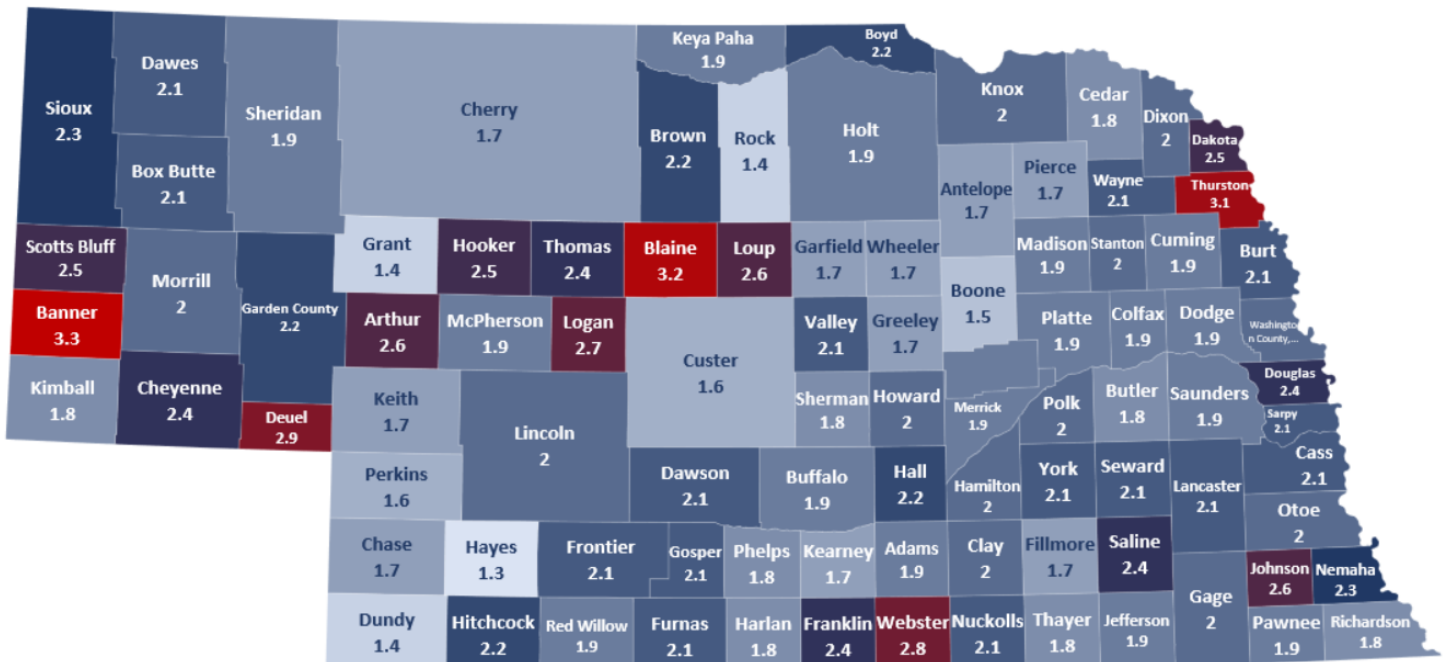 Keya Paha
1.9
Boyd
2.2
Dawes
2.1
Sioux
2.3
Sheridan
1.9
Cherry
1.7
Brown
2.2
Rock
1.4
Holt
1.9
Knox
2
Cedar
1.8
Dixon
2
Dakota
2.5
Box Butte
2.1
Antelope
1.7
Pierce
1.7
Wayne
2.1
Thurston
3.1
Scotts Bluff
2.5
Morrill
2
Garden County
2.2
Grant
1.4
Hooker
2.5
Thomas
2.4
Blaine
3.2
Loup
2.6
Garfield
1.7
Wheeler
1.7
Boone
1.5
Madison
1.9
Stanton
2
Cuming
1.9
Burt
2.1
Banner
3.3
Arthur
2.6
McPherson
1.9
Logan
2.7
Custer
1.6
Valley
2.1
Greeley
1.7
Platte
1.9
Colfax
1.9
Dodge
1.9
Washingto
n County,...
Kimball
1.8
Cheyenne
2.4
Deuel
2.9
Keith
1.7
Lincoln
2
Sherman
1.8
Howard
2
Merrick
1.9
Polk
2
Butler
1.8
Saunders
1.9
Douglas
2.4
Sarpy
2.1
Perkins
1.6
Dawson
2.1
Buffalo
1.9
Hall
2.2
Hamilton
2
York
2.1
Seward
2.1
Lancaster
2.1
Cass
2.1
Otoe
2
Chase
1.7
Hayes
1.3
Frontier
2.1
Gosper
2.1
Phelps
1.8
Kearney
1.7
Adams
1.9
Clay
2
Fillmore
1.7
Saline
2.4
Gage
2
Johnson
2.6
Nemaha
2.3
Dundy
1.4
Hitchcock
2.2
Red Willow
1.9
Furnas
2.1
Harlan
1.8
Franklin
2.4
Webster
2.8
Nuckolls
2.1
Thayer
1.8
Jefferson
1.9
Pawnee
1.9
Richardson
1.8